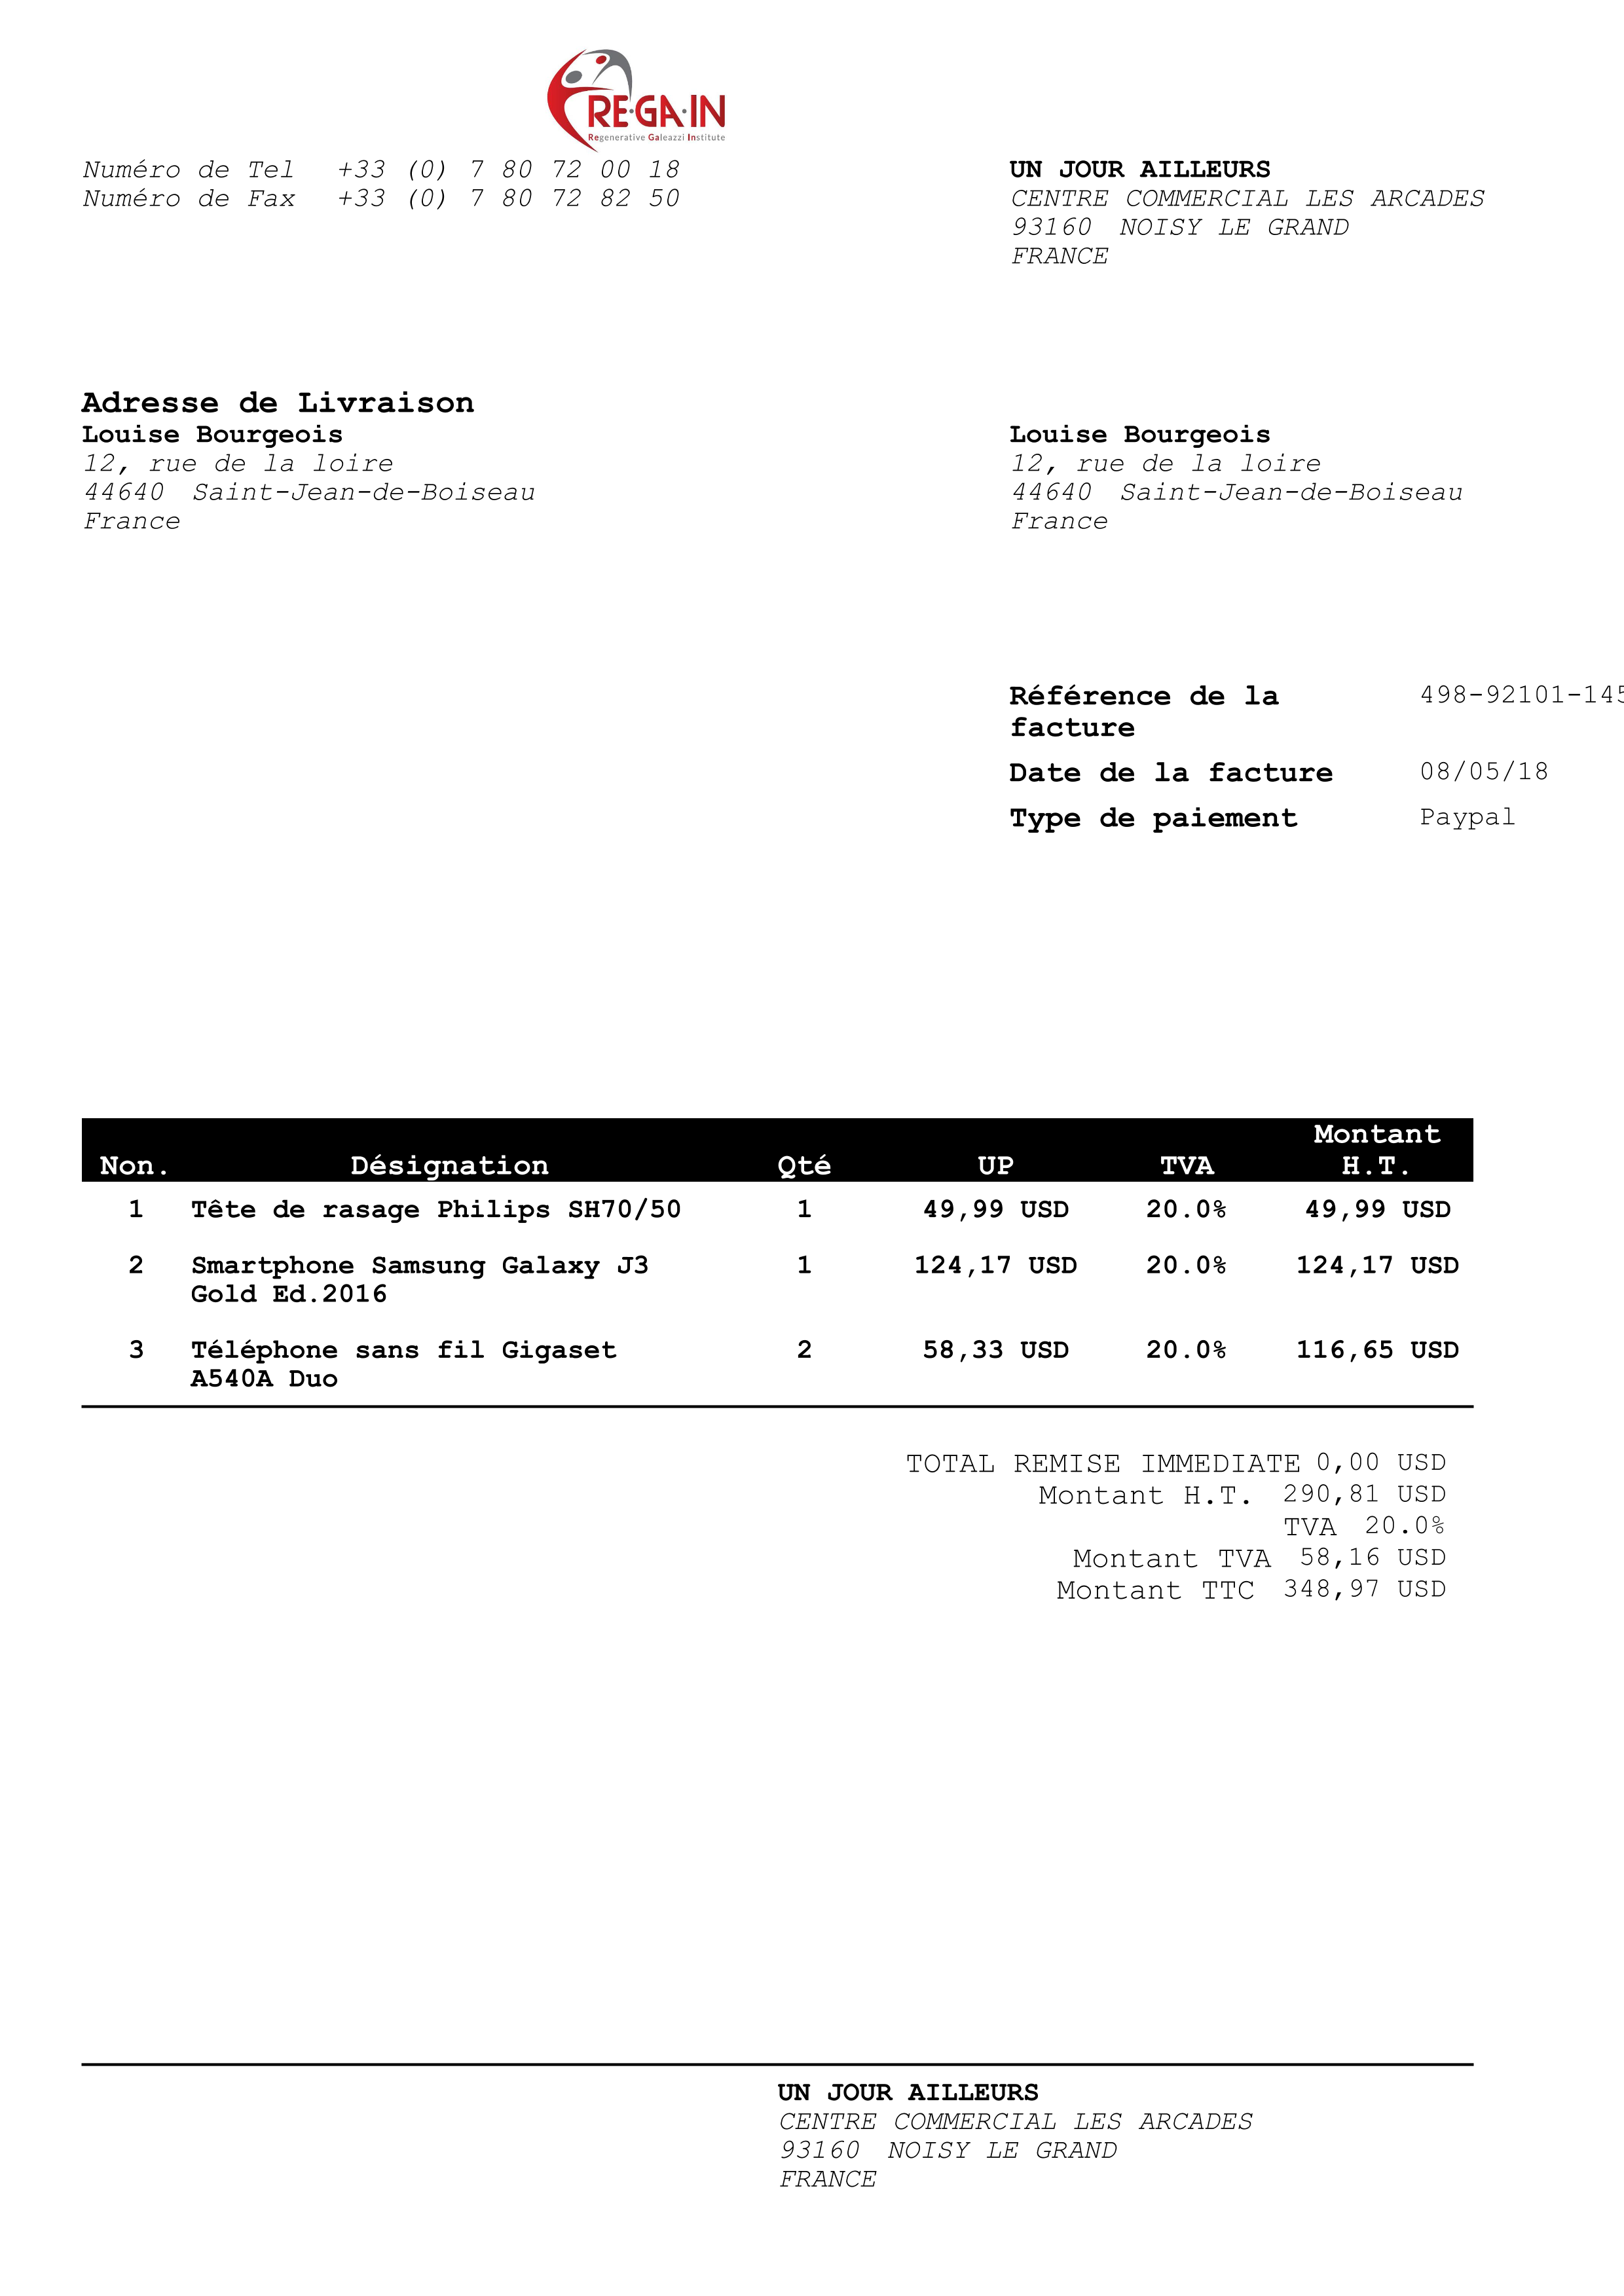 RE·GA·IN
Regenerative Galeazzi Institute
Numéro de Tel +33 (0) 7 80 72 00 18
Numéro de Fax +33 (0) 7 80 72 82 50
UN JOUR AILLEURS
CENTRE COMMERCIAL LES ARCADES
93160 NOISY LE GRAND
FRANCE
Adresse de Livraison
Louise Bourgeois
12, rue de la loire
44640 Saint-Jean-de-Boiseau
France
Louise Bourgeois
12, rue de la loire
44640 Saint-Jean-de-Boiseau
France
Référence de la 498-92101-145
facture
Date de la facture 08/05/18
Type de paiement Paypal
Montant
Non. Désignation Qté UP TVA H.T.
1 Tête de rasage Philips SH70/50 1 49,99 USD 20.0% 49,99 USD
2 Smartphone Samsung Galaxy J3 1 124,17 USD 20.0% 124,17 USD
Gold Ed.2016
3 Téléphone sans fil Gigaset 2 58,33 USD 20.0% 116,65 USD
A540A Duo
TOTAL REMISE IMMEDIATE 0,00 USD
Montant H.T. 290,81 USD
TVA 20.0%
Montant TVA 58,16 USD
Montant TTC 348,97 USD
UN JOUR AILLEURS
CENTRE COMMERCIAL LES ARCADES
93160 NOISY LE GRAND
FRANCE